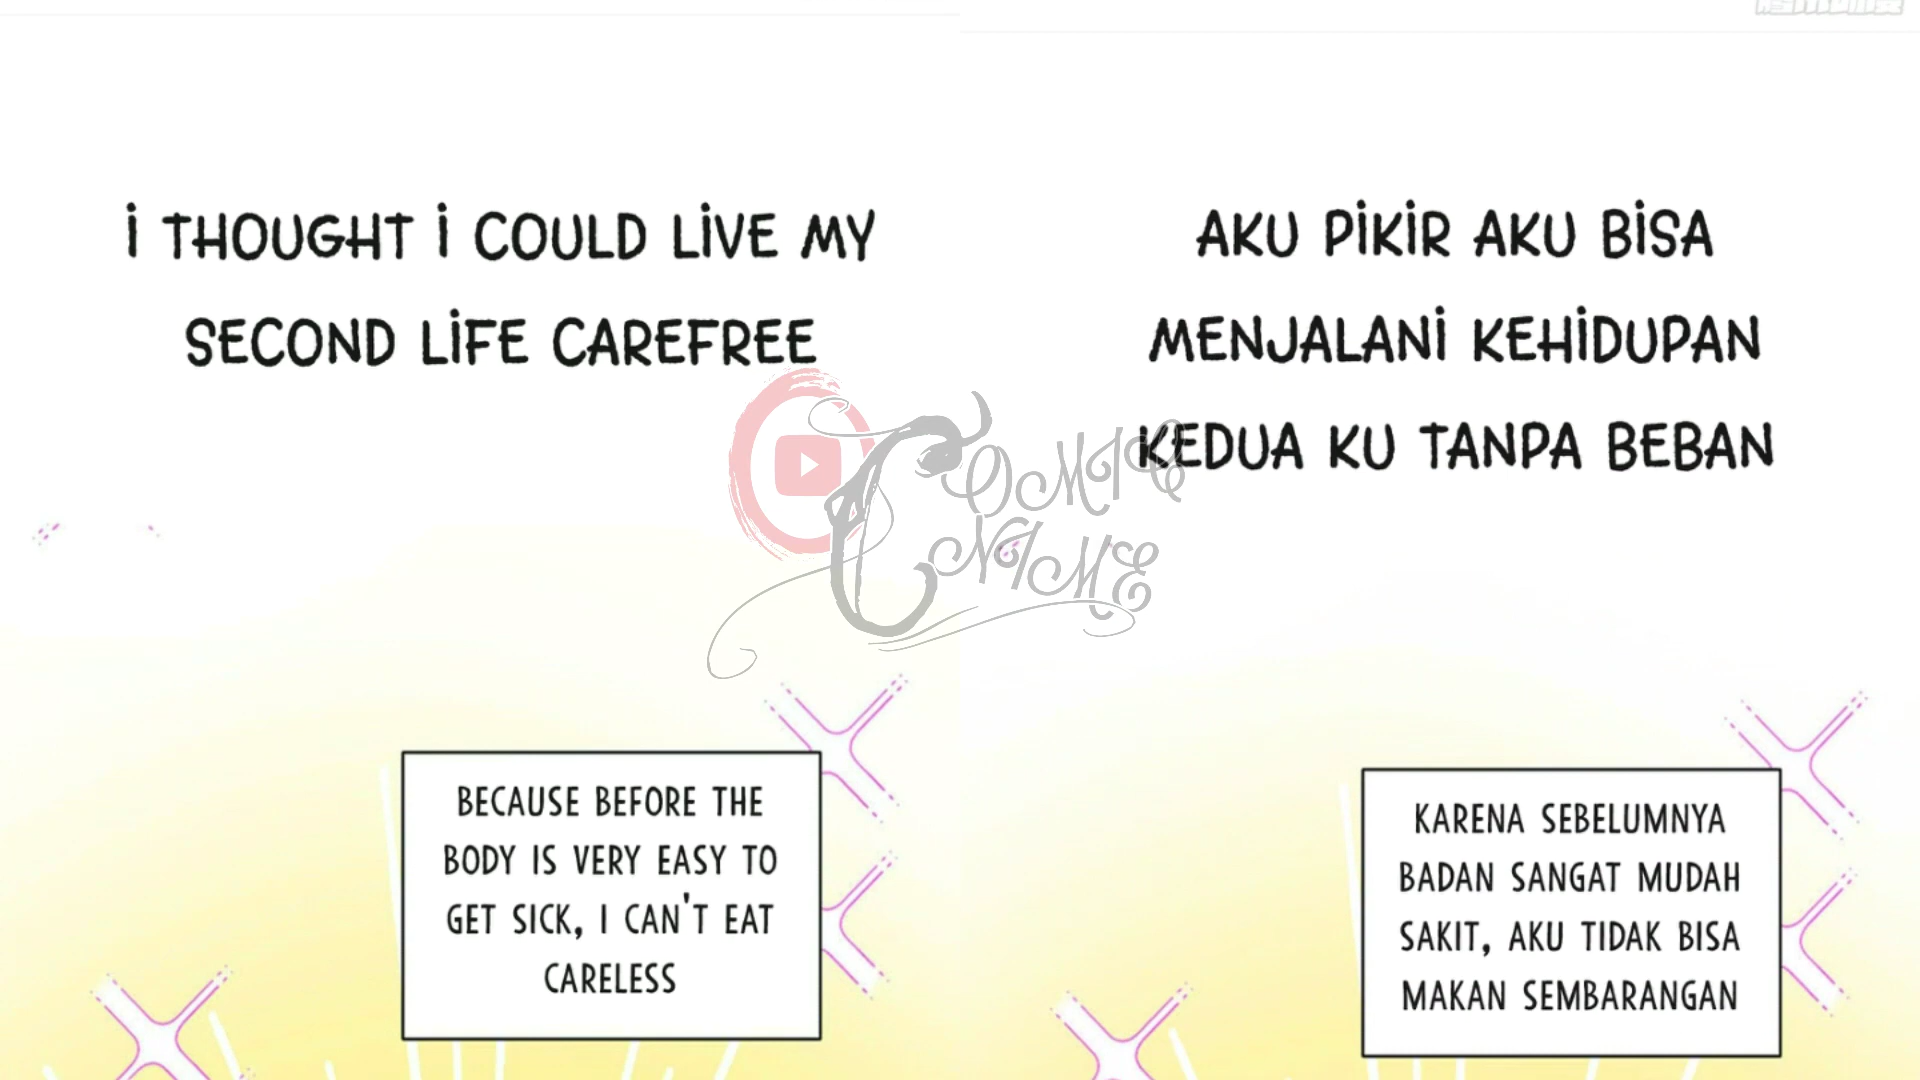 I THOUGHT I COULD LIVE MY
SECOND LIFE CAREFREE
BECAUSE BEFORE THE
BODY IS VERY EASY TO
GET SICK, I CAN'T EAT
CARELESS
AKU PIKIR AKU BISA
MENJALANI KEHIDUPAN
KEDUA KU TANPA BEBAN
KARENA SEBELUMNYA
BADAN SANGAT MUDAH
SAKIT, AKU TIDAK BISA
MAKAN SEMBARANGAN
COMIC
NIME